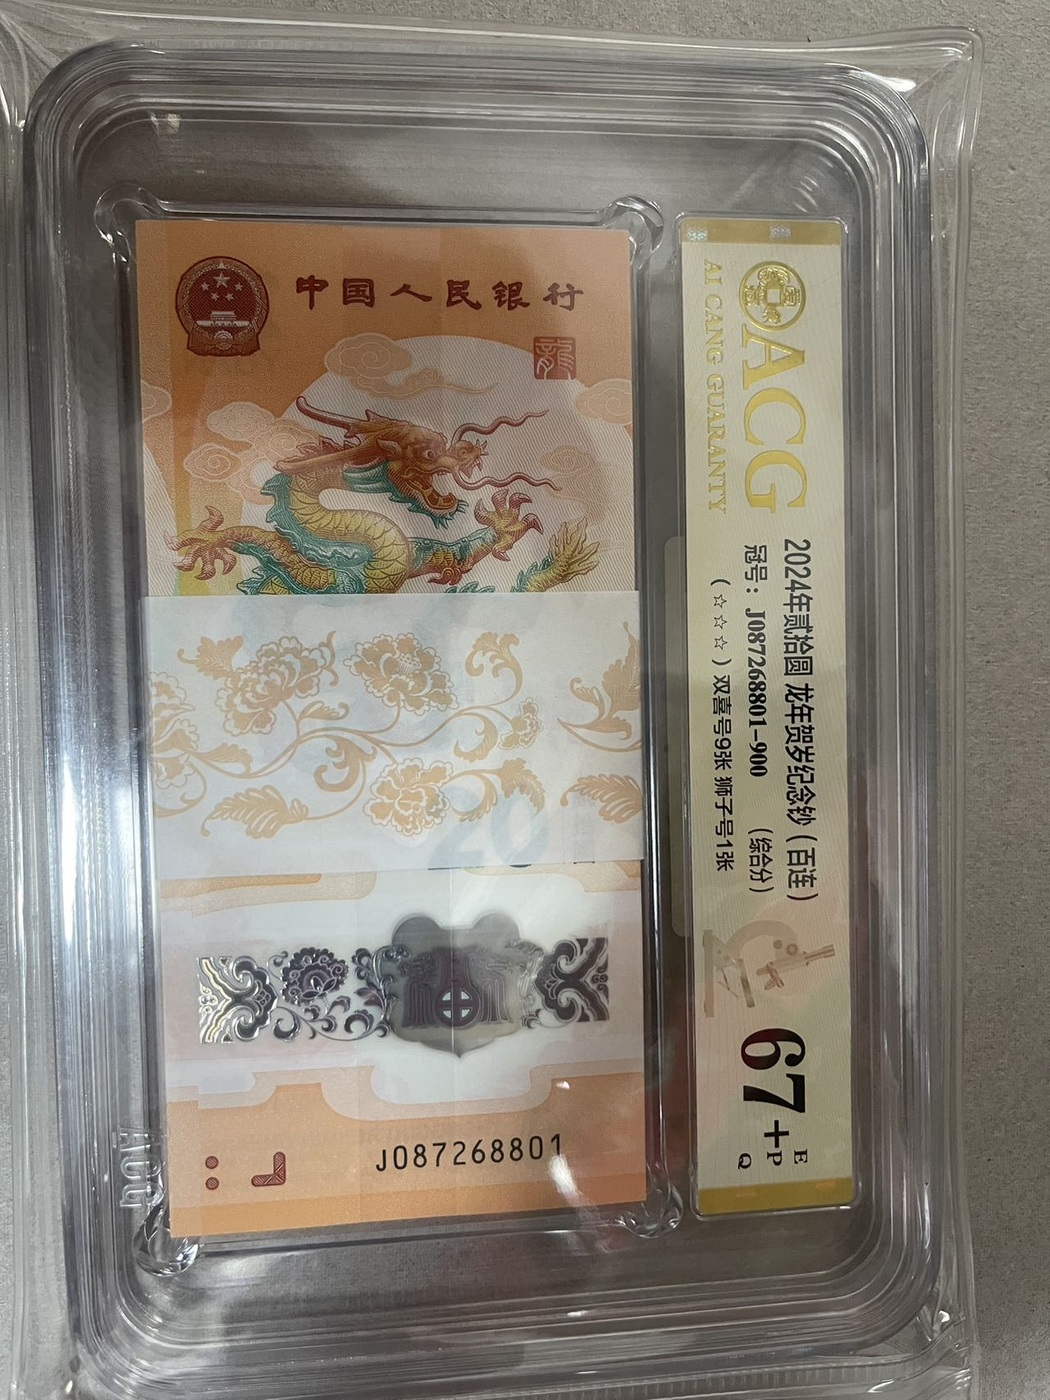 中国人民银行
龙
20
J087268801
ACG
AI CANG GUARANTY
2024年贰拾圆 龙年贺岁纪念钞（百连）
冠号：J087268801-900 (综合分)
（☆☆☆）双喜号9张 狮子号1张
67+
E
P
Q